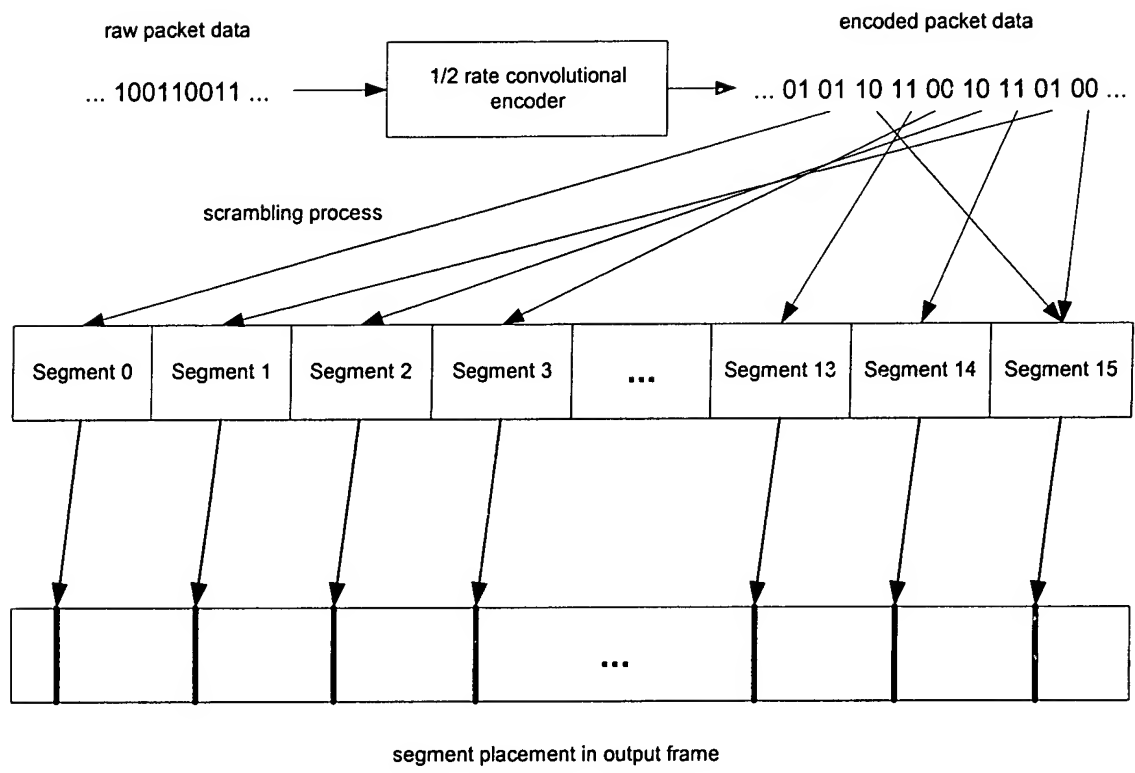 raw packet data
encoded packet data
... 100110011 ...
1/2 rate convolutional
encoder
... 01 01 10 11 00 10 11 01 00 ...
scrambling process
Segment 0
Segment 1
Segment 2
Segment 3
...
Segment 13
Segment 14
Segment 15
...
segment placement in output frame